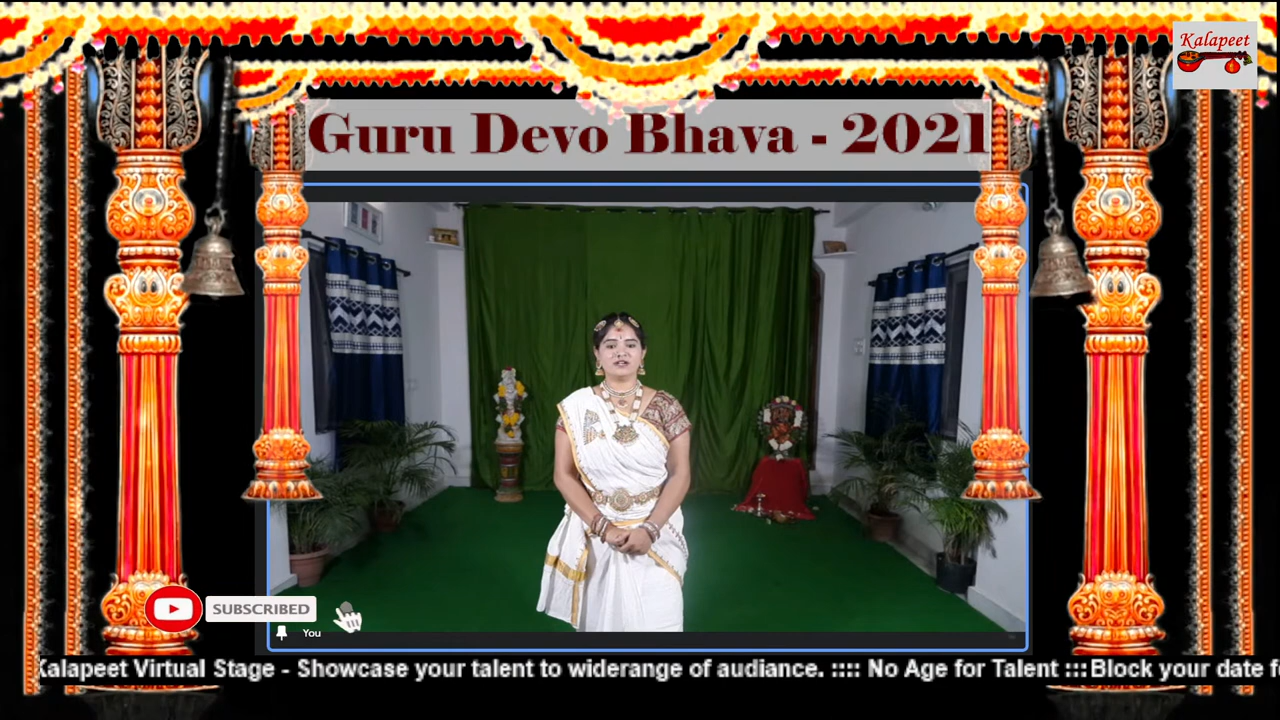 Kalapeet
Guru Devo Bhava - 2021
SUBSCRIBED
You
Kalapeet Virtual Stage - Showcase your talent to widerange of audiance. :::: No Age for Talent ::: Block your date